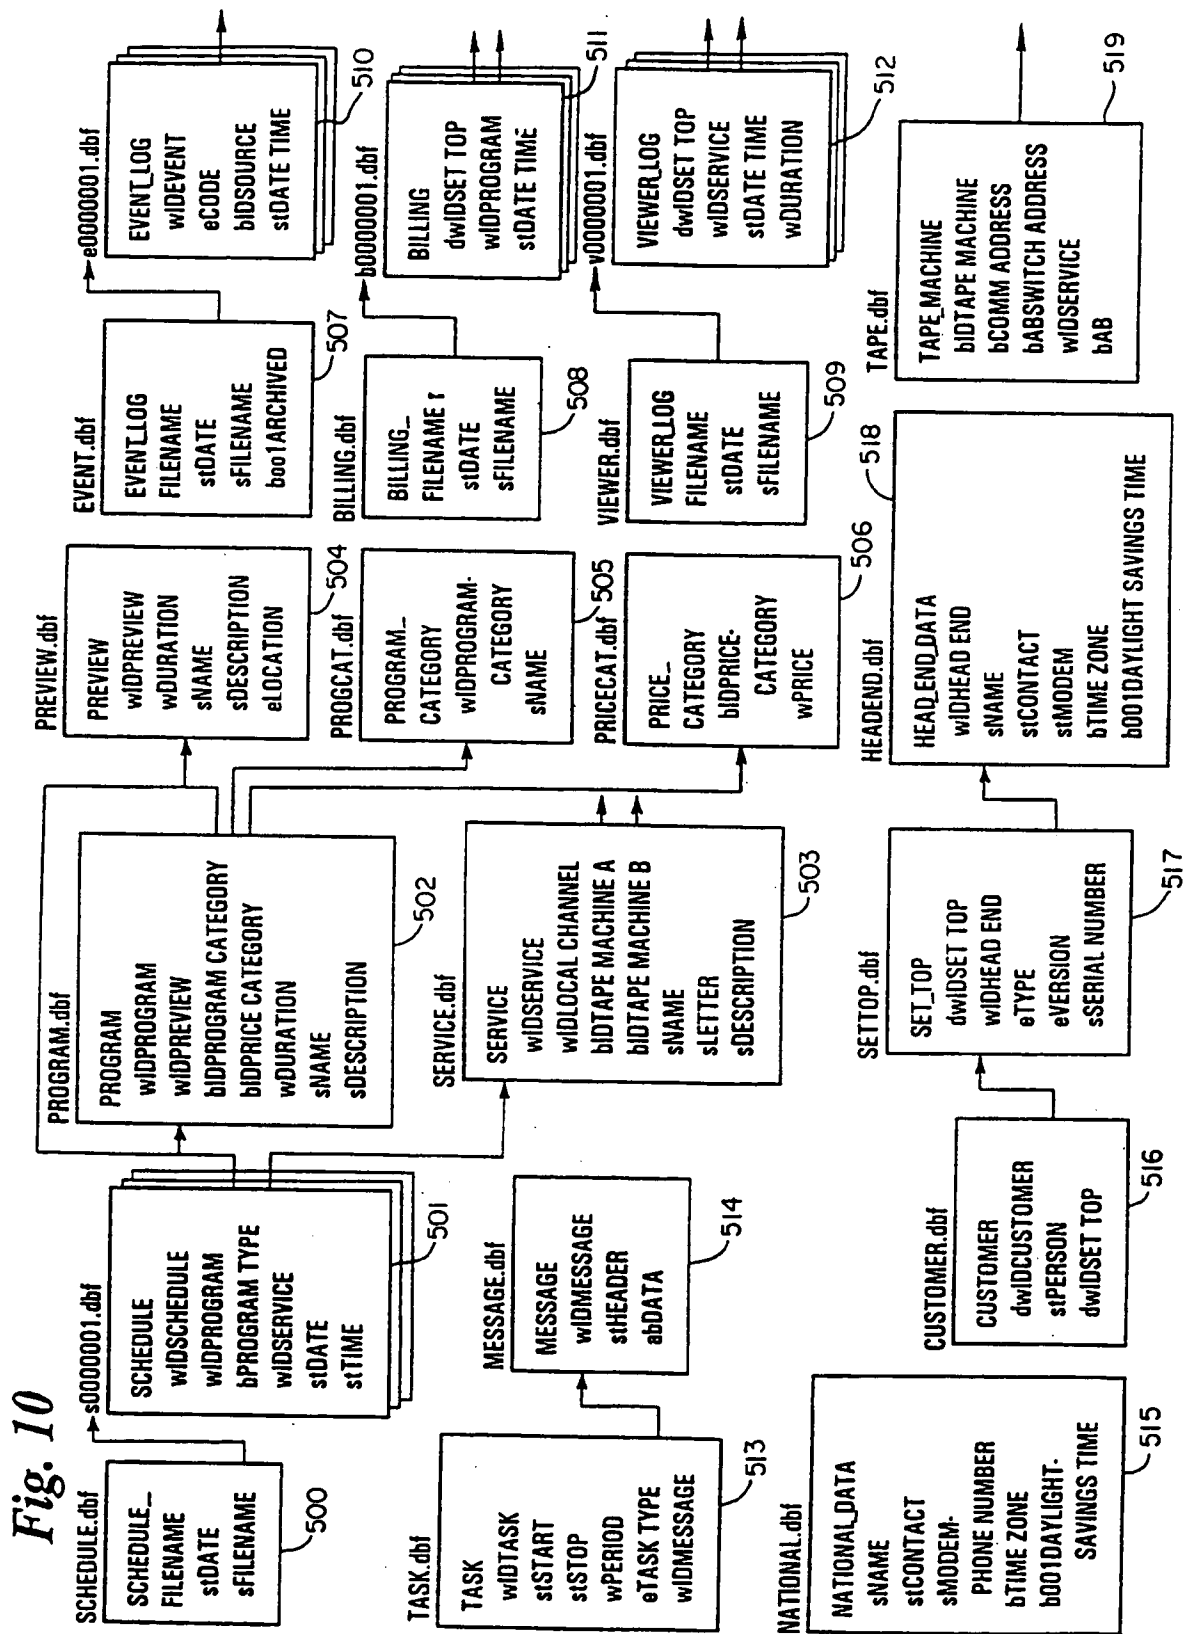 Fig. 10
SCHEDULE.dbf
SCHEDULE_
FILENAME
stDATE
sFILENAME
500
s0000001.dbf
SCHEDULE
wIDSCHEDULE
wIDPROGRAM
bPROGRAM TYPE
wIDSERVICE
stDATE
stTIME
501
PROGRAM.dbf
PROGRAM
wIDPROGRAM
wIDPREVIEW
bIDPROGRAM CATEGORY
bIDPRICE CATEGORY
wDURATION
sNAME
sDESCRIPTION
502
PREVIEW.dbf
PREVIEW
wIDPREVIEW
wDURATION
sNAME
sDESCRIPTION
eLOCATION
504
EVENT.dbf
EVENT_LOG
FILENAME
stDATE
sFILENAME
boo1ARCHIVED
507
e0000001.dbf
EVENT_LOG
wIDEVENT
eCODE
bIDSOURCE
stDATE TIME
510
PROGCAT.dbf
PROGRAM_
CATEGORY
wIDPROGRAM-
CATEGORY
sNAME
505
BILLING.dbf
BILLING_
FILENAME r
stDATE
sFILENAME
508
b0000001.dbf
BILLING
dwIDSET TOP
wIDPROGRAM
stDATE TIME
511
TASK.dbf
TASK
wIDTASK
stSTART
stSTOP
wPERIOD
eTASK TYPE
wIDMESSAGE
513
MESSAGE.dbf
MESSAGE
wIDMESSAGE
stHEADER
abDATA
514
SERVICE.dbf
SERVICE
wIDSERVICE
wIDLOCAL CHANNEL
bIDTAPE MACHINE A
bIDTAPE MACHINE B
sNAME
sLETTER
sDESCRIPTION
503
PRICECAT.dbf
PRICE_
CATEGORY
bIDPRICE-
CATEGORY
wPRICE
506
VIEWER.dbf
VIEWER_LOG
FILENAME
stDATE
sFILENAME
509
v0000001.dbf
VIEWER_LOG
dwIDSET TOP
wIDSERVICE
stDATE TIME
wDURATION
512
NATIONAL.dbf
NATIONAL_DATA
sNAME
stCONTACT
sMODEM-
PHONE NUMBER
bTIME ZONE
b001DAYLIGHT-
SAVINGS TIME
515
CUSTOMER.dbf
CUSTOMER
dwIDCUSTOMER
stPERSON
dwIDSET TOP
516
SETTOP.dbf
SET_TOP
dwIDSET TOP
wIDHEAD END
eTYPE
eVERSION
sSERIAL NUMBER
517
HEADEND.dbf
HEAD_END_DATA
wIDHEAD END
sNAME
stCONTACT
stMODEM
bTIME ZONE
b001DAYLIGHT SAVINGS TIME
518
TAPE.dbf
TAPE_MACHINE
bIDTAPE MACHINE
bCOMM ADDRESS
bABSWITCH ADDRESS
wIDSERVICE
bAB
519